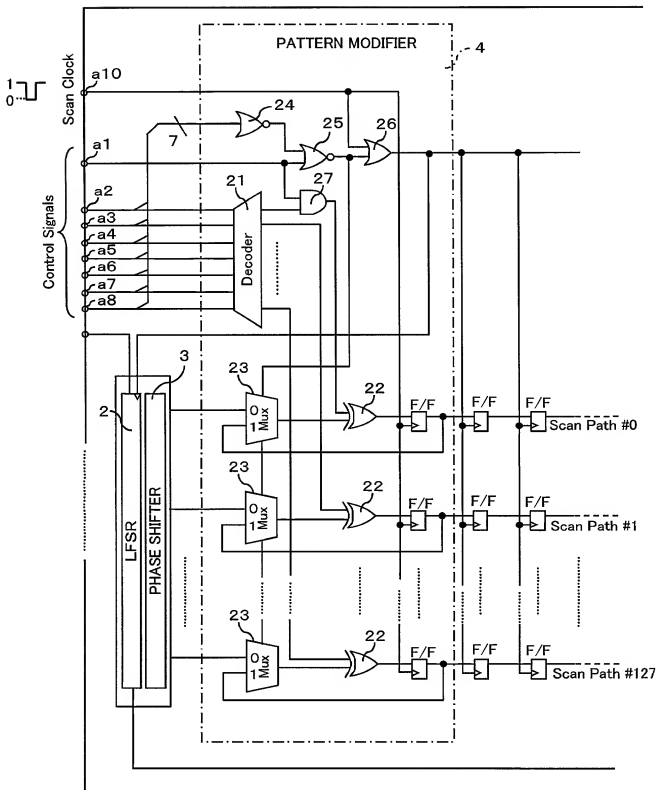 PATTERN MODIFIER
4
1
0
Scan Clock
a10
24
7
25
26
a1
27
21
Control Signals
a2
a3
a4
a5
a6
a7
a8
Decoder
3
2
LFSR
PHASE SHIFTER
23
0
1
Mux
22
F/F
F/F
F/F
Scan Path #0
23
0
1
Mux
22
F/F
F/F
F/F
Scan Path #1
23
0
1
Mux
22
F/F
F/F
F/F
Scan Path #127